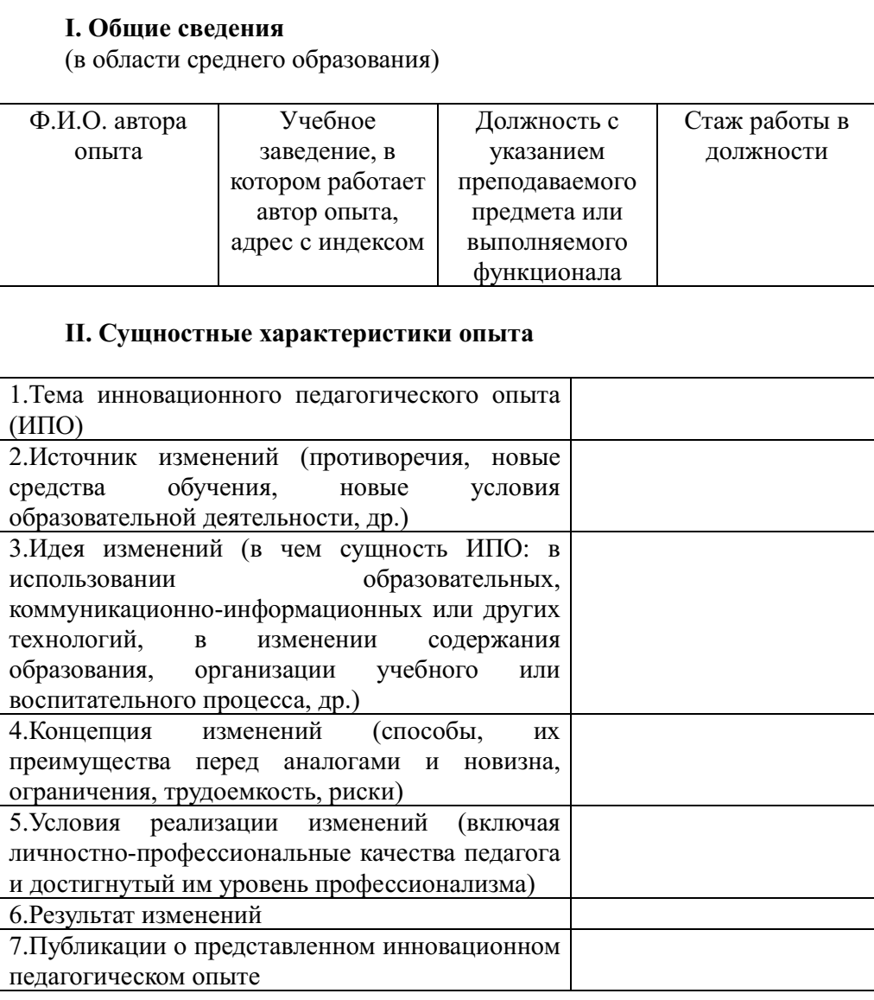 I. Общие сведения
(в области среднего образования)
Ф.И.О. автора
опыта
Учебное
заведение, в
котором работает
автор опыта,
адрес с индексом
Должность с
указанием
преподаваемого
предмета или
выполняемого
функционала
Стаж работы в
должности
II. Сущностные характеристики опыта
1.Тема инновационного педагогического опыта
(ИПО)
2.Источник изменений (противоречия, новые
средства обучения, новые условия
образовательной деятельности, др.)
3.Идея изменений (в чем сущность ИПО: в
использовании образовательных,
коммуникационно-информационных или других
технологий, в изменении содержания
образования, организации учебного или
воспитательного процесса, др.)
4.Концепция изменений (способы, их
преимущества перед аналогами и новизна,
ограничения, трудоемкость, риски)
5.Условия реализации изменений (включая
личностно-профессиональные качества педагога
и достигнутый им уровень профессионализма)
6.Результат изменений
7.Публикации о представленном инновационном
педагогическом опыте